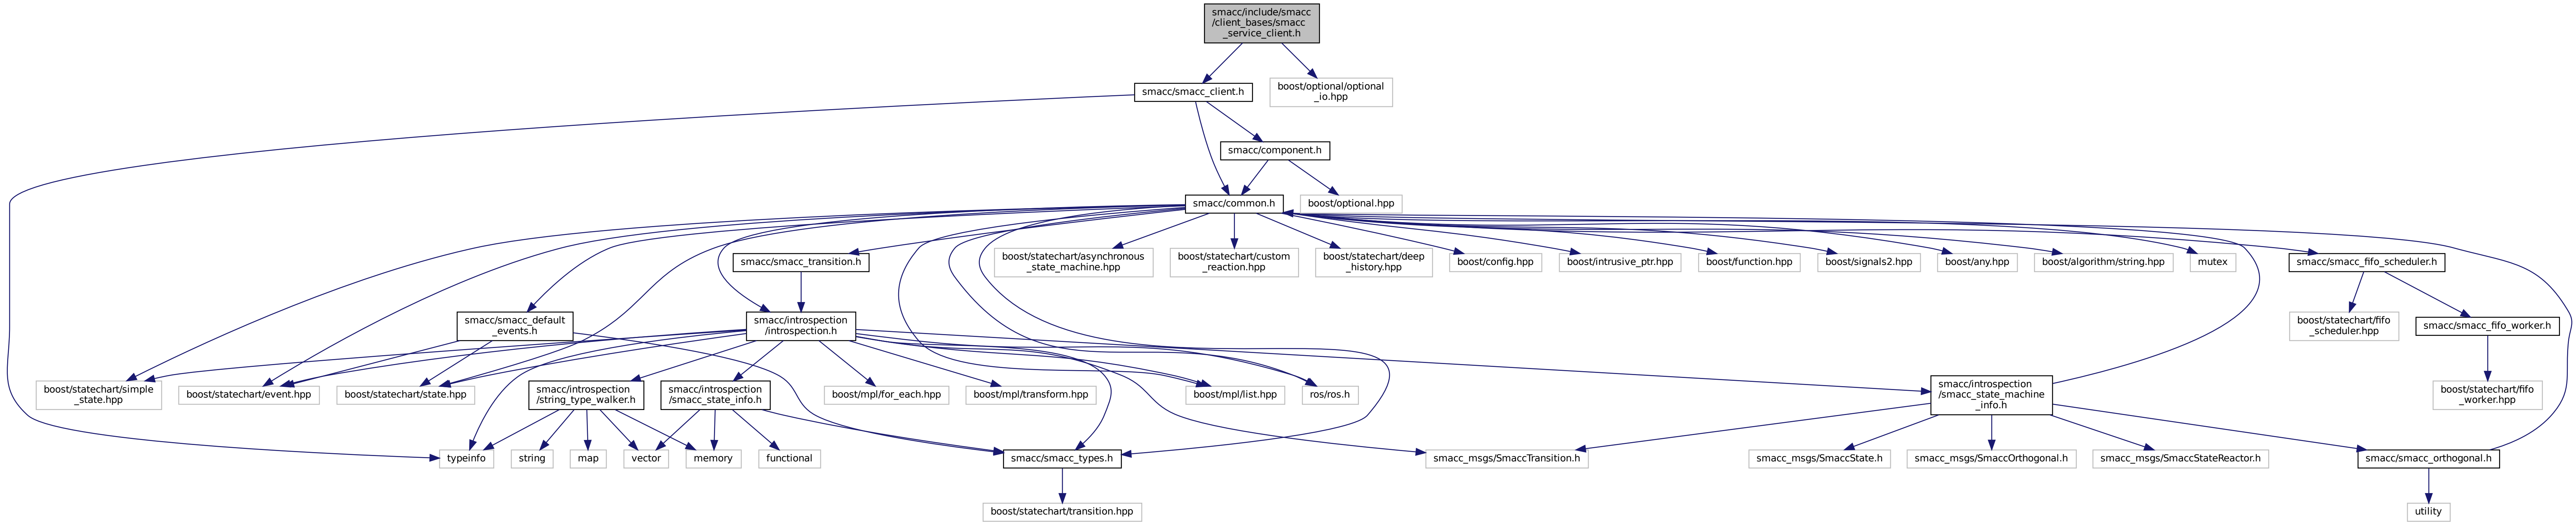 smacc/include/smacc
/client_bases/smacc
_service_client.h
smacc/smacc_client.h
boost/optional/optional
_io.hpp
smacc/component.h
smacc/common.h
boost/optional.hpp
smacc/smacc_transition.h
boost/statechart/asynchronous
_state_machine.hpp
boost/statechart/custom
_reaction.hpp
boost/statechart/deep
_history.hpp
boost/config.hpp
boost/intrusive_ptr.hpp
boost/function.hpp
boost/signals2.hpp
boost/any.hpp
boost/algorithm/string.hpp
mutex
smacc/smacc_fifo_scheduler.h
smacc/smacc_default
_events.h
smacc/introspection
/introspection.h
boost/statechart/fifo
_scheduler.hpp
smacc/smacc_fifo_worker.h
boost/statechart/simple
_state.hpp
boost/statechart/event.hpp
boost/statechart/state.hpp
smacc/introspection
/string_type_walker.h
smacc/introspection
/smacc_state_info.h
boost/mpl/for_each.hpp
boost/mpl/transform.hpp
boost/mpl/list.hpp
ros/ros.h
smacc/introspection
/smacc_state_machine
_info.h
boost/statechart/fifo
_worker.hpp
typeinfo
string
map
vector
memory
functional
smacc/smacc_types.h
smacc_msgs/SmaccTransition.h
smacc_msgs/SmaccState.h
smacc_msgs/SmaccOrthogonal.h
smacc_msgs/SmaccStateReactor.h
smacc/smacc_orthogonal.h
boost/statechart/transition.hpp
utility